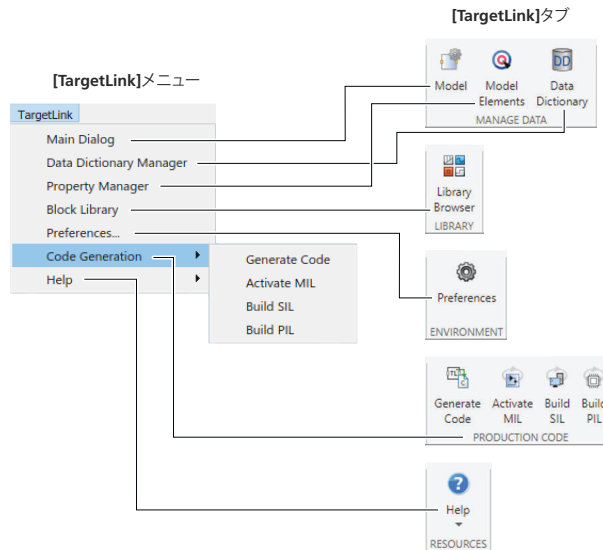 [TargetLink]タブ
[TargetLink]メニュー
TargetLink
Main Dialog
Data Dictionary Manager
Property Manager
Block Library
Preferences...
Code Generation
Help
Generate Code
Activate MIL
Build SIL
Build PIL
Model
Model
Elements
Data
Dictionary
DD
MANAGE DATA
Library
Browser
LIBRARY
Preferences
ENVIRONMENT
TL
C
Generate
Code
Activate
MIL
Build
SIL
Build
PIL
PRODUCTION CODE
?
Help
RESOURCES